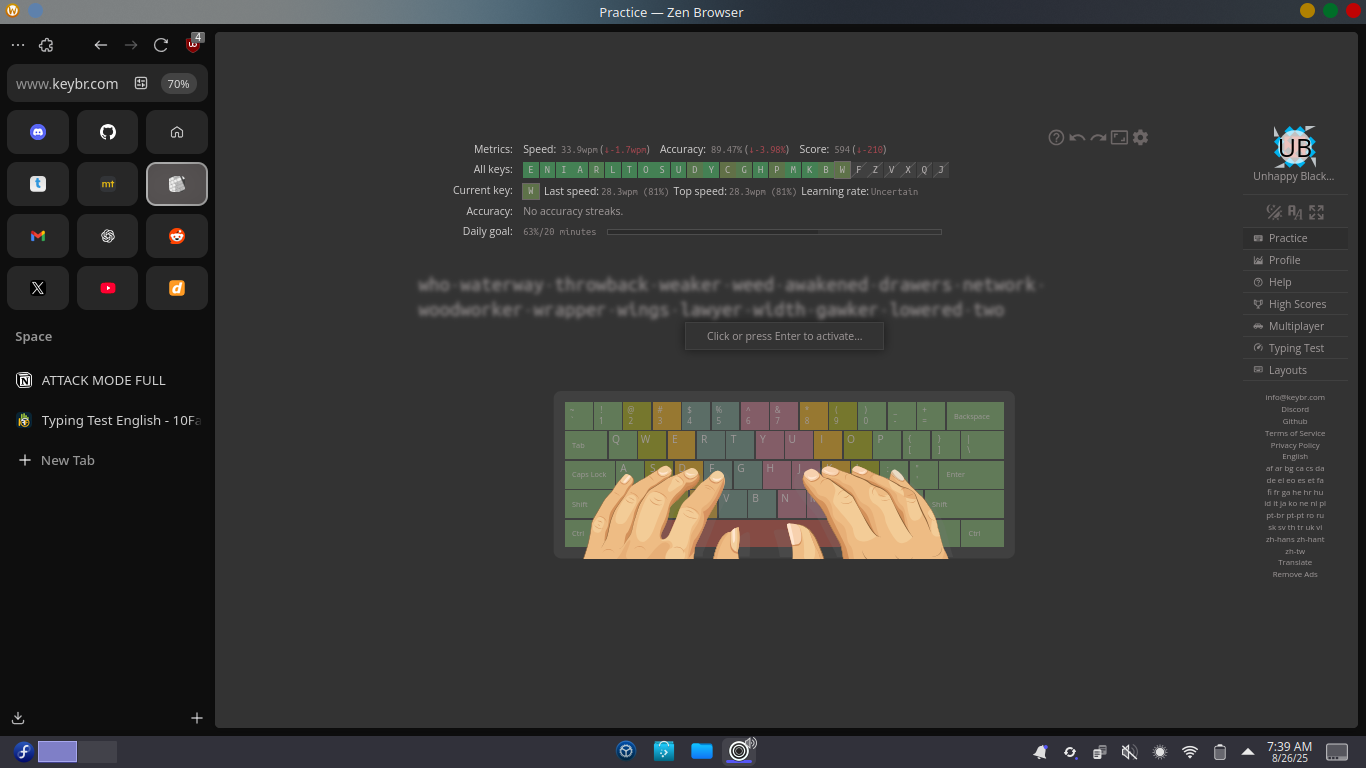 Practice — Zen Browser
4
www.keybr.com
70%
Space
ATTACK MODE FULL
Typing Test English - 10Fa
New Tab
Metrics: Speed: 33.9wpm (↓-1.7wpm) Accuracy: 89.47% (↓-3.98%) Score: 594 (↓-210)
All keys: E N I A R L T O S U D Y C G H P M K B W F Z V X Q J
Current key: W Last speed: 28.3wpm (81%) Top speed: 28.3wpm (81%) Learning rate: Uncertain
Accuracy: No accuracy streaks.
Daily goal: 63%/20 minutes
who waterway throwback weaker weed awakened drawers network
woodworker wrapper wings lawyer width gawker lowered two
Click or press Enter to activate...
~ ! @ # $ % ^ & * ( ) _ +
` 1 2 3 4 5 6 7 8 9 0 - = Backspace
Tab Q W E R T Y U I O P { } |
[ ] \
Caps Lock A S D F G H J : " Enter
Shift V B N Shift
Ctrl Ctrl
UB
Unhappy Black...
Practice
Profile
Help
High Scores
Multiplayer
Typing Test
Layouts
info@keybr.com
Discord
Github
Terms of Service
Privacy Policy
English
af ar bg ca cs da
de el eo es et fa
fi fr ga he hr hu
id it ja ko ne nl pl
pt-br pt-pt ro ru
sk sv th tr uk vi
zh-hans zh-hant
zh-tw
Translate
Remove Ads
7:39 AM
8/26/25